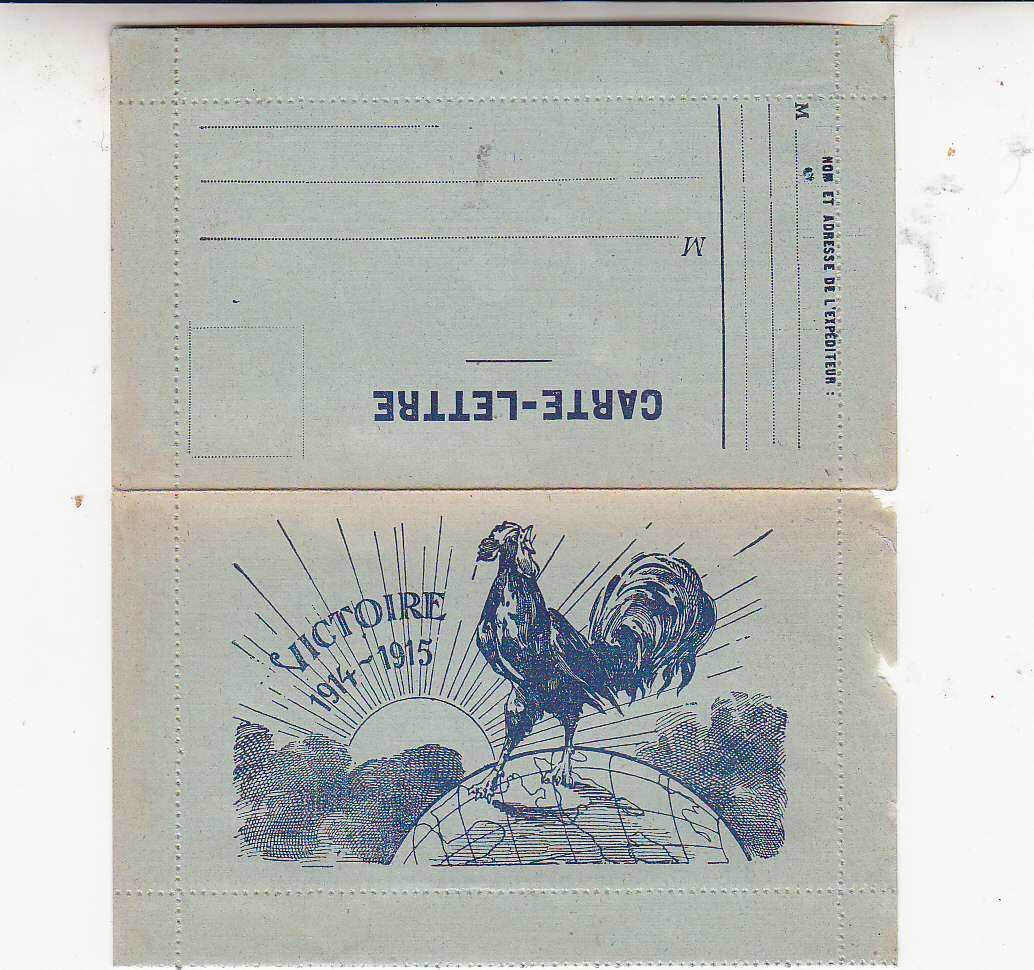 CARTE-LETTRE
M
M
NOM ET ADRESSE DE L'EXPÉDITEUR :
VICTOIRE
1914~1915